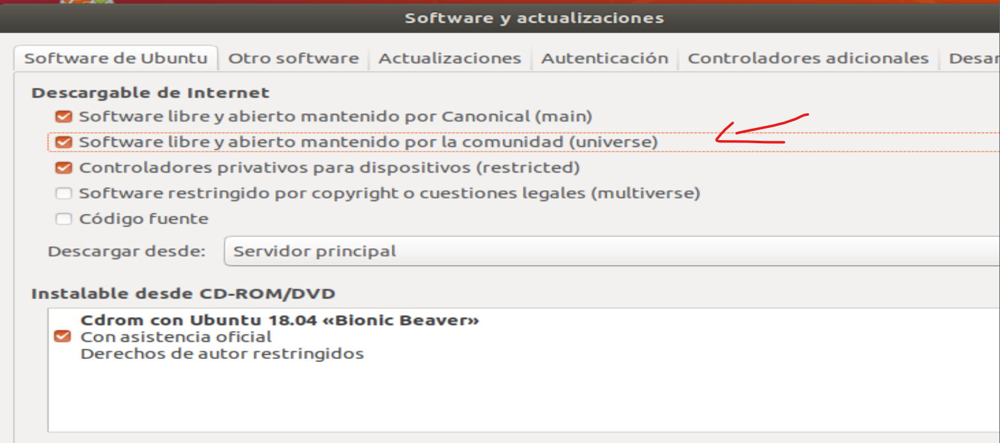 Software y actualizaciones
Software de Ubuntu Otro software Actualizaciones Autenticación Controladores adicionales Desar
Descargable de Internet
Software libre y abierto mantenido por Canonical (main)
Software libre y abierto mantenido por la comunidad (universe)
Controladores privativos para dispositivos (restricted)
Software restringido por copyright o cuestiones legales (multiverse)
Código fuente
Descargar desde: Servidor principal
Instalable desde CD-ROM/DVD
Cdrom con Ubuntu 18.04 «Bionic Beaver»
Con asistencia oficial
Derechos de autor restringidos